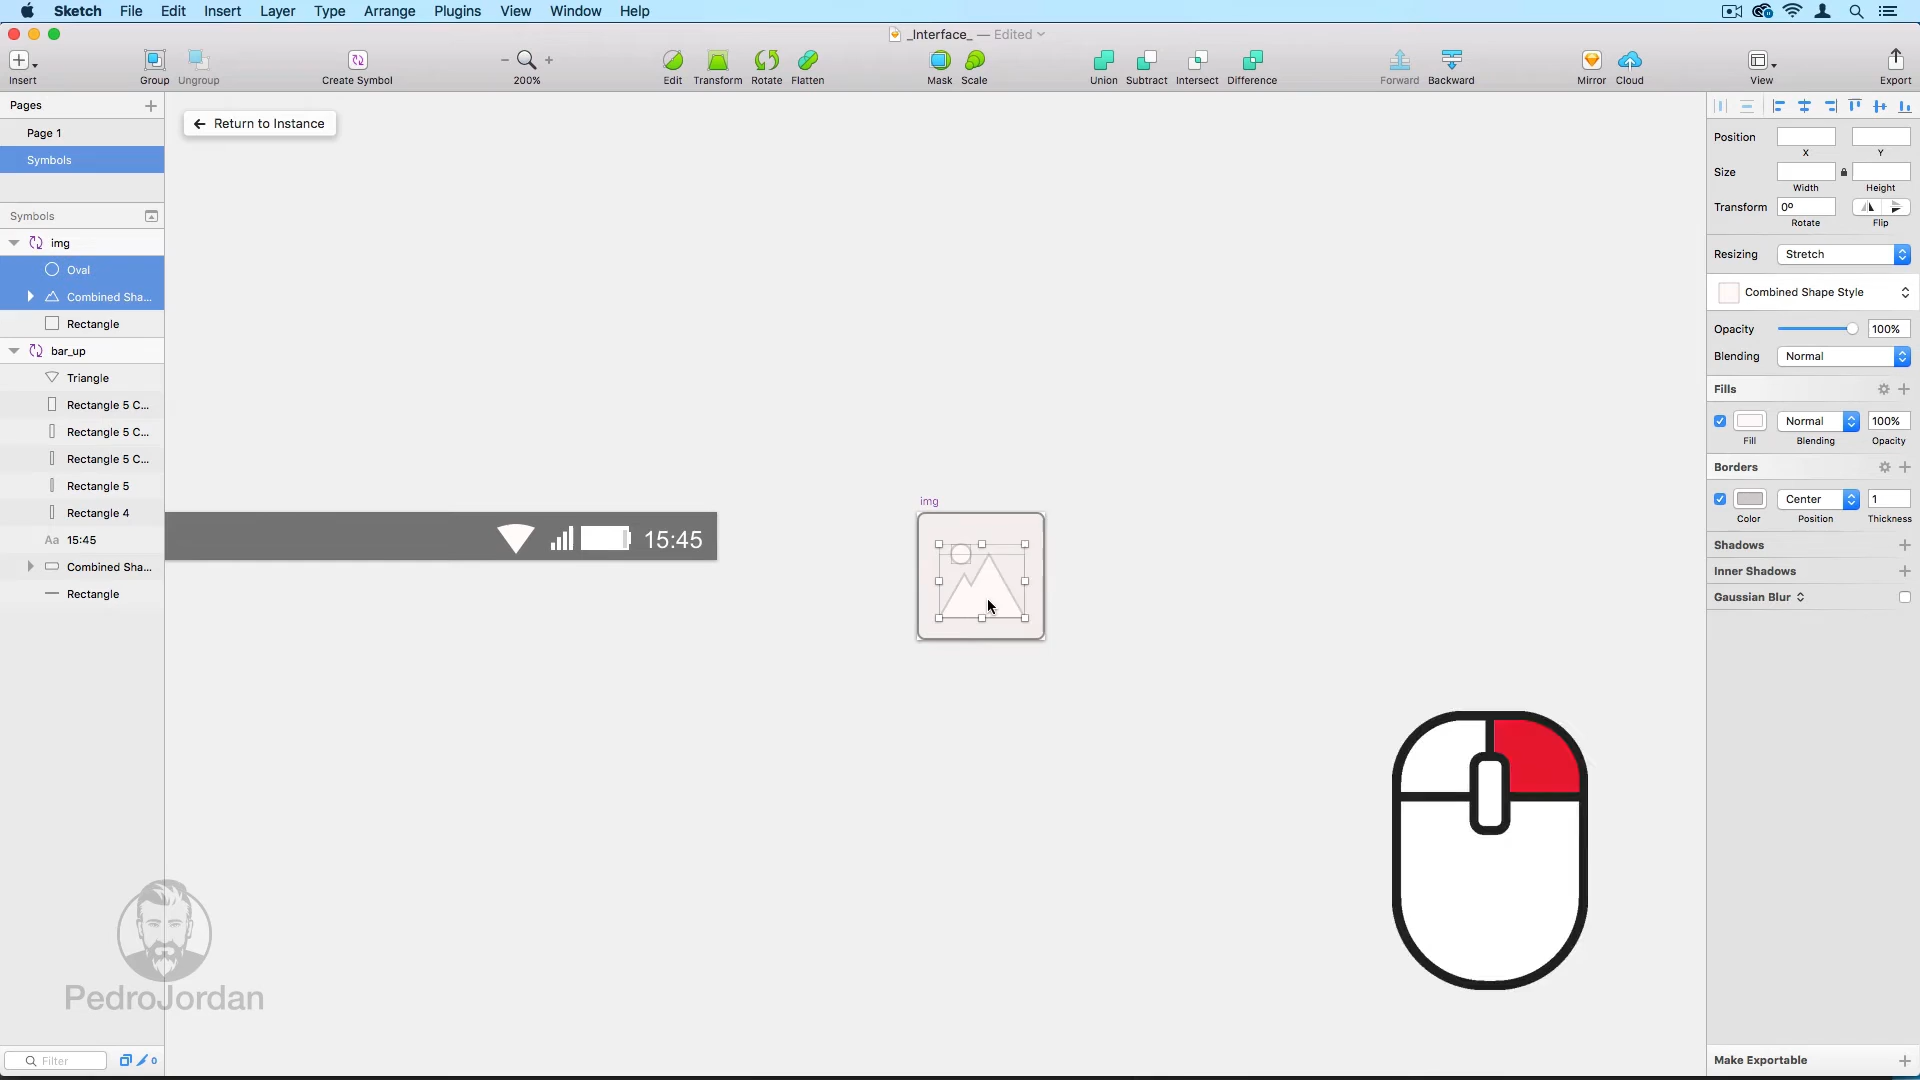 Sketch File Edit Insert Layer Type Arrange Plugins View Window Help
_Interface_ — Edited
Insert Group Ungroup Create Symbol 200% Edit Transform Rotate Flatten Mask Scale Union Subtract Intersect Difference Forward Backward Mirror Cloud View Export
Pages
Page 1
Symbols
Symbols
img
Oval
Combined Sha...
Rectangle
bar_up
Triangle
Rectangle 5 C...
Rectangle 5 C...
Rectangle 5 C...
Rectangle 5
Rectangle 4
Aa 15:45
Combined Sha...
Rectangle
PedroJordan
Filter
0
Return to Instance
15:45
img
Position
X Y
Size
Width Height
Transform 0º
Rotate Flip
Resizing Stretch
Combined Shape Style
Opacity 100%
Blending Normal
Fills
Normal 100%
Fill Blending Opacity
Borders
Center 1
Color Position Thickness
Shadows
Inner Shadows
Gaussian Blur
Make Exportable